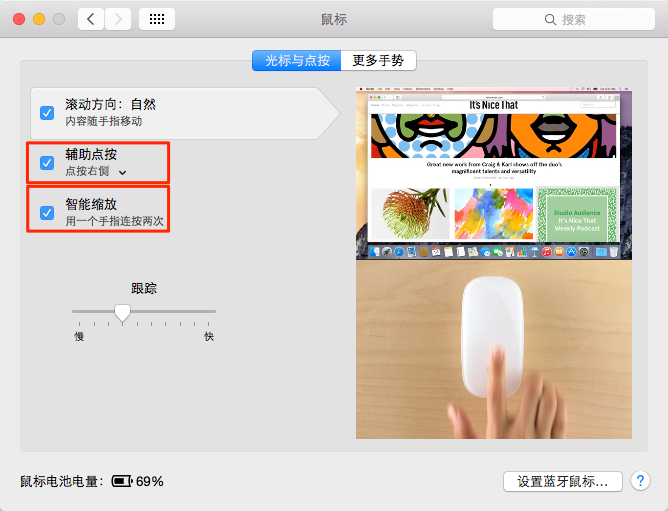 鼠标
搜索
光标与点按
更多手势
滚动方向：自然
内容随手指移动
辅助点按
点按右侧
智能缩放
用一个手指连按两次
跟踪
慢
快
It's Nice That
Great new work from Craig & Karl shows off the duo's
magnificent talents and versatility
Studio Audience
It's Nice That
Weekly Podcast
鼠标电池电量：
69%
设置蓝牙鼠标...
?